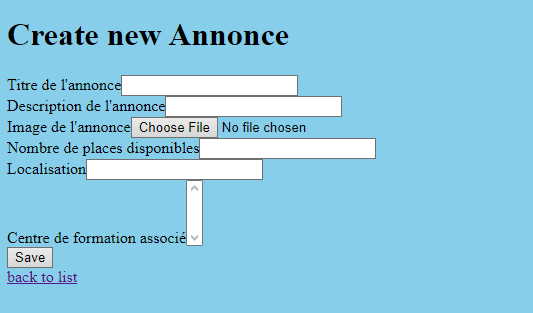 Create new Annonce
Titre de l'annonce
Description de l'annonce
Image de l'annonce Choose File No file chosen
Nombre de places disponibles
Localisation
Centre de formation associé
Save
back to list